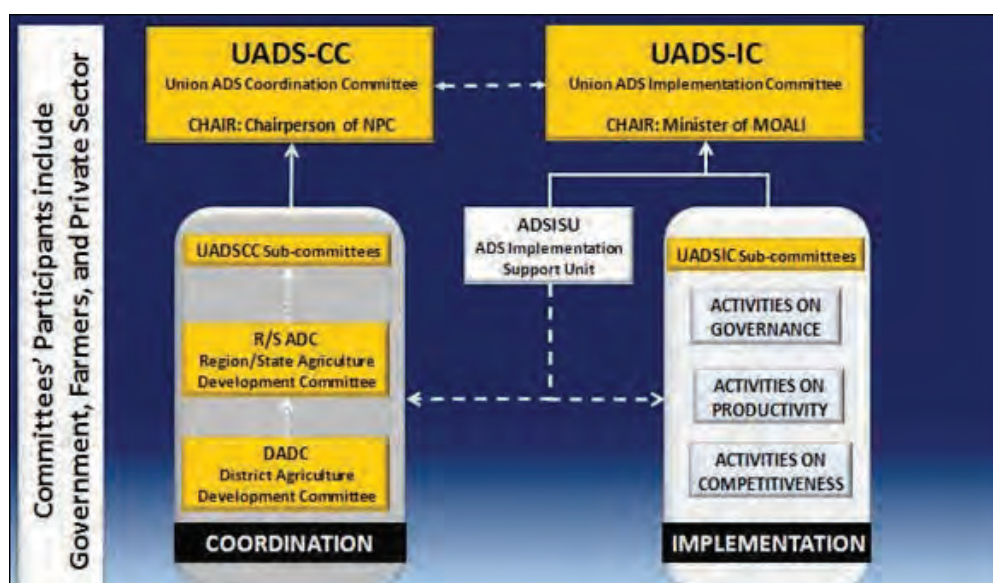 Committees' Participants include
Government, Farmers, and Private Sector
UADS-CC
Union ADS Coordination Committee
CHAIR: Chairperson of NPC
UADS-IC
Union ADS Implementation Committee
CHAIR: Minister of MOALI
UADSCC Sub-committees
R/S ADC
Region/State Agriculture
Development Committee
DADC
District Agriculture
Development Committee
COORDINATION
ADSISU
ADS Implementation
Support Unit
UADSIC Sub-committees
ACTIVITIES ON
GOVERNANCE
ACTIVITIES ON
PRODUCTIVITY
ACTIVITIES ON
COMPETITIVENESS
IMPLEMENTATION